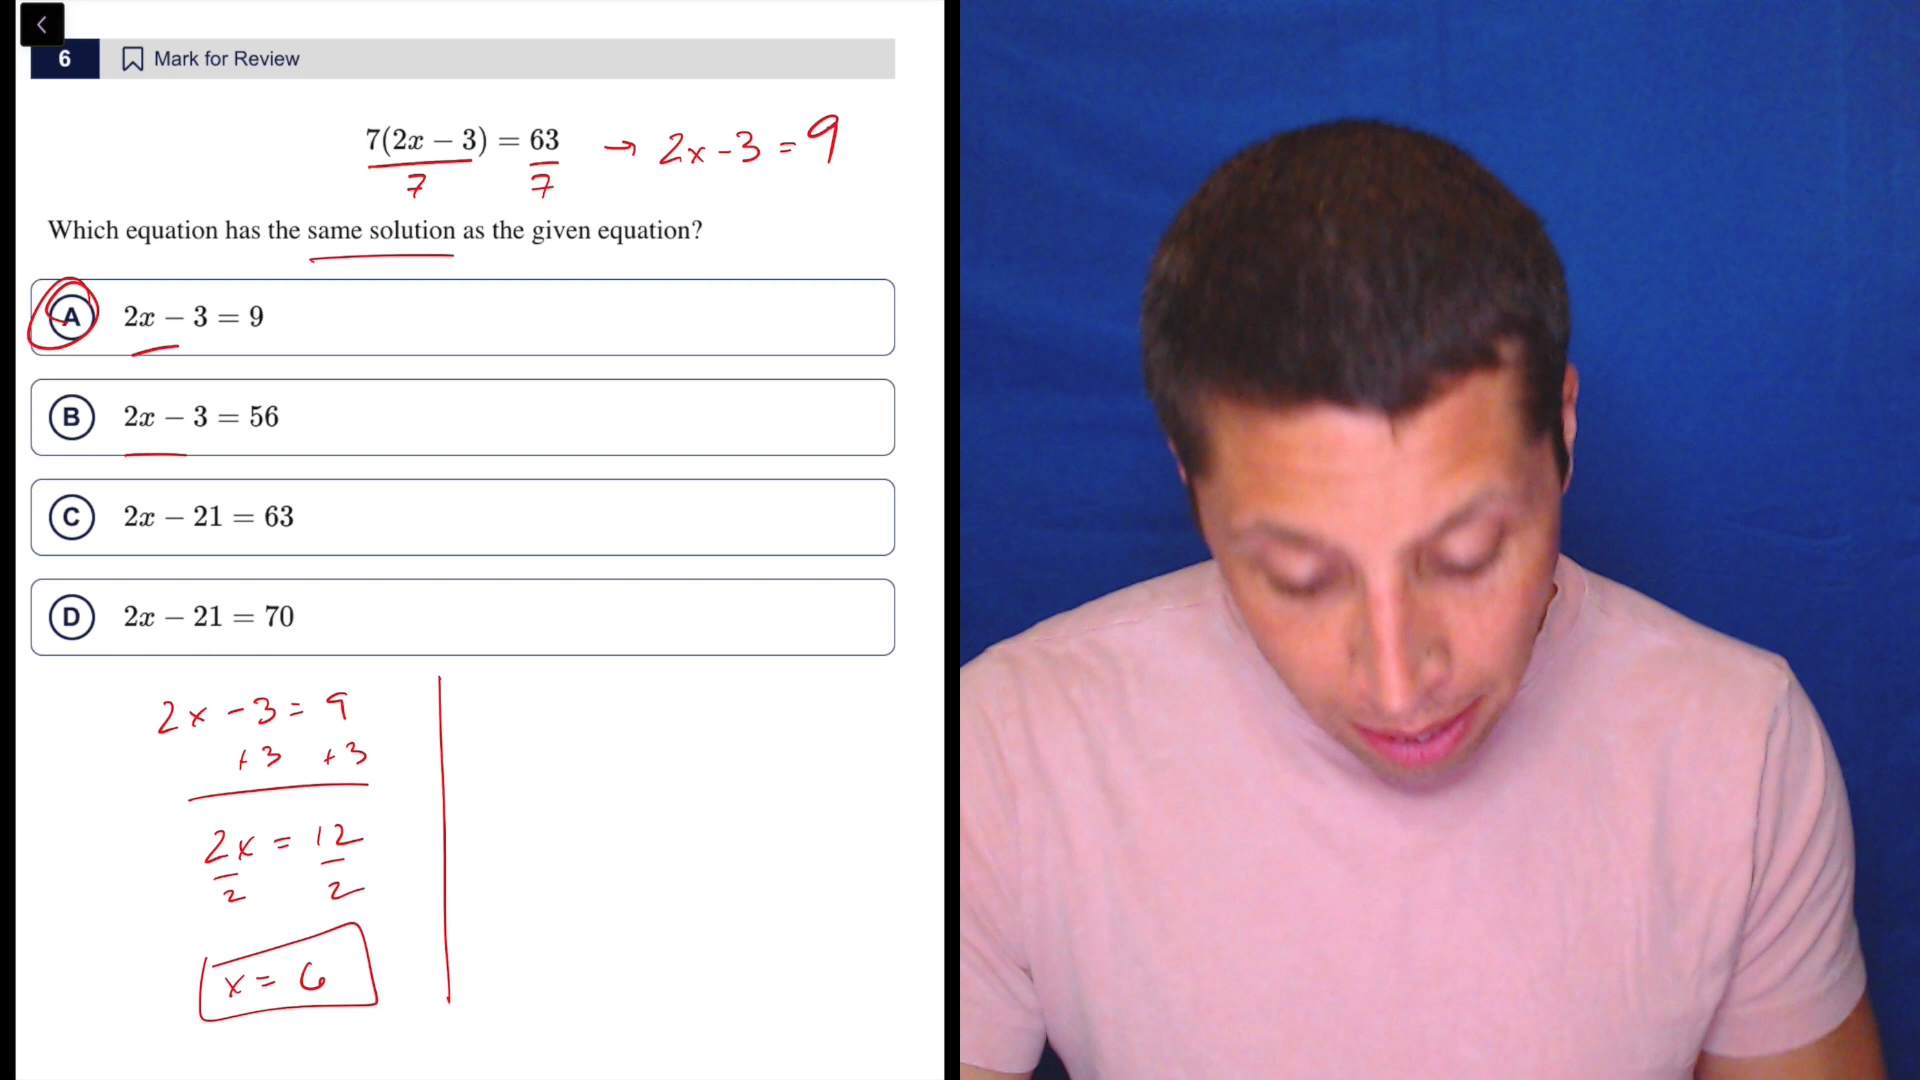 6 Mark for Review
7(2x − 3) = 63 → 2x - 3 = 9
7 7
Which equation has the same solution as the given equation?
A 2x − 3 = 9
B 2x − 3 = 56
C 2x − 21 = 63
D 2x − 21 = 70
2x - 3 = 9
+3 +3
2x = 12
2 2
x = 6